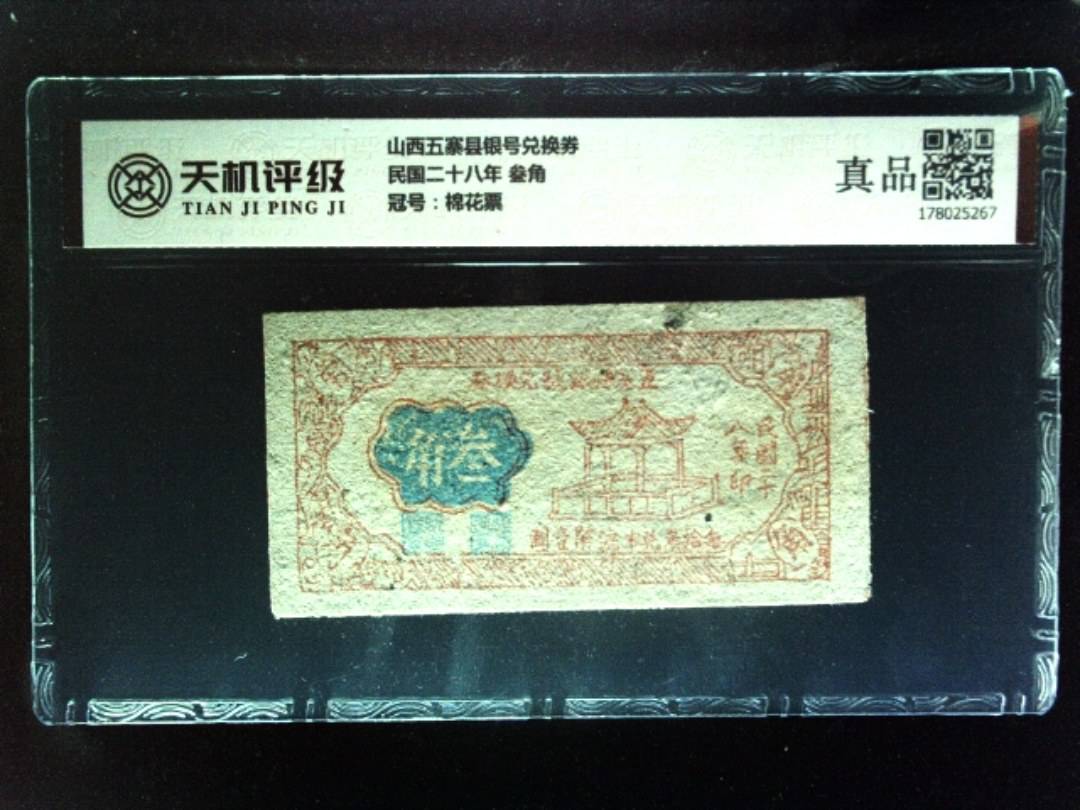 天机评级
TIAN JI PING JI
山西五寨县银号兑换券
民国二十八年 叁角
冠号：棉花票
真品
178025267
叁角
民国廿
八年印